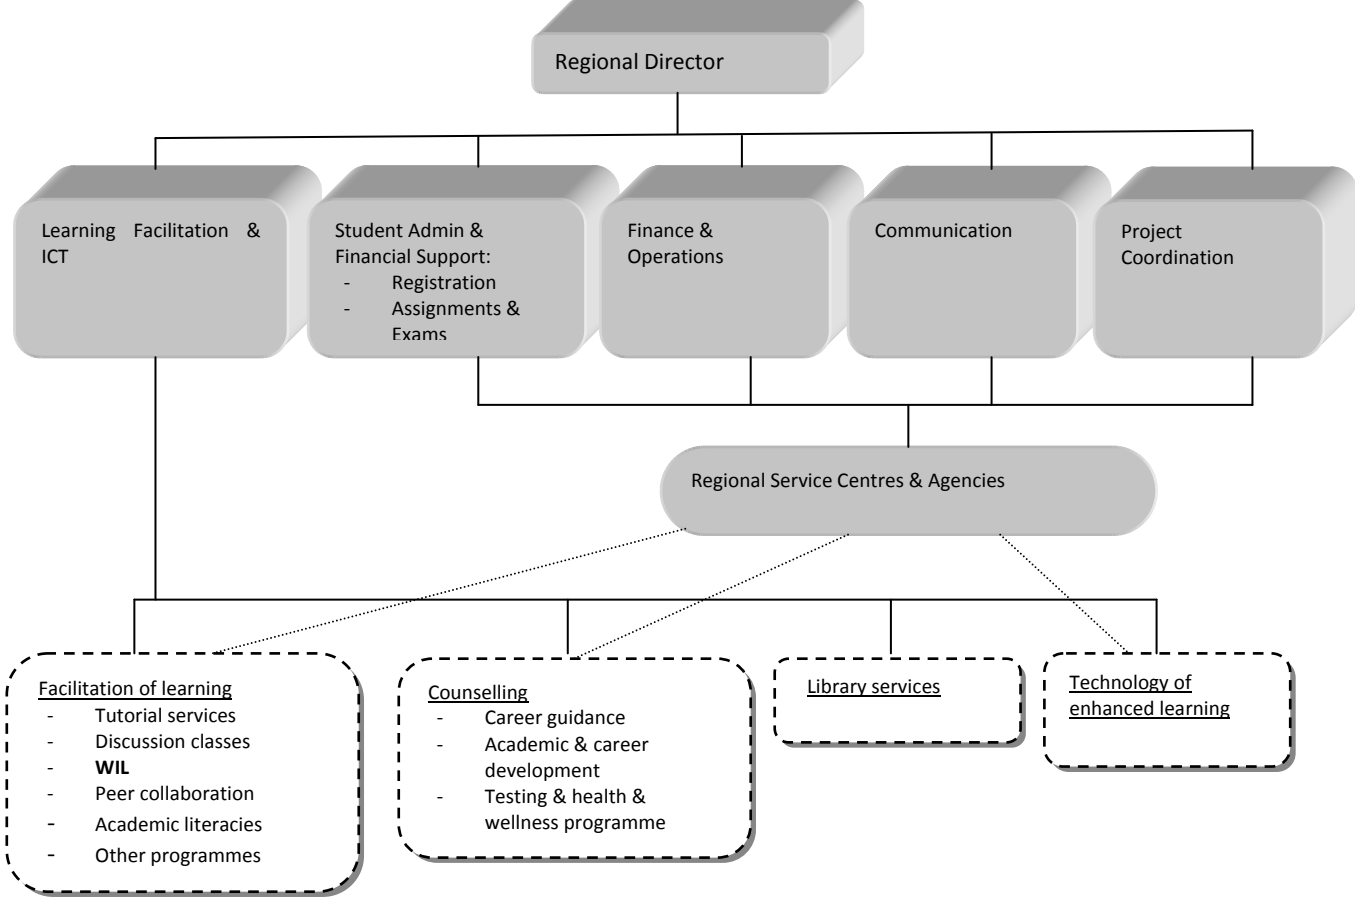 Regional Director
Learning Facilitation &
ICT
Student Admin &
Financial Support:
- Registration
- Assignments &
Exams
Finance &
Operations
Communication
Project
Coordination
Regional Service Centres & Agencies
Facilitation of learning
- Tutorial services
- Discussion classes
- WIL
- Peer collaboration
- Academic literacies
- Other programmes
Counselling
- Career guidance
- Academic & career
development
- Testing & health &
wellness programme
Library services
Technology of
enhanced learning